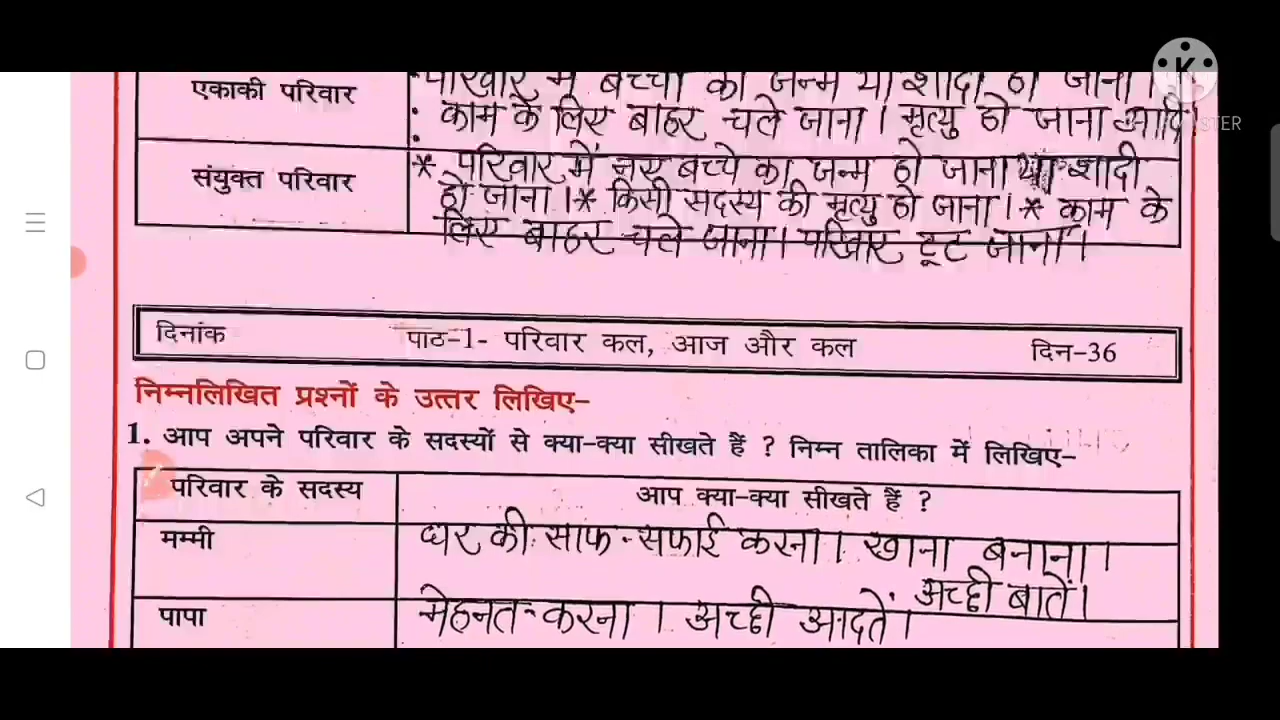 एकाकी परिवार
परिवार में बच्चों का जन्म या शादी हो जाना।
काम के लिए बाहर चले जाना। मृत्यु हो जाना आदि
संयुक्त परिवार
* परिवार में नए बच्चे का जन्म हो जाना या शादी
हो जाना।* किसी सदस्य की मृत्यु हो जाना।* काम के
लिए बाहर चले जाना। परिवार टूट जाना।
दिनांक पाठ-1- परिवार कल, आज और कल दिन-36
निम्नलिखित प्रश्नों के उत्तर लिखिए-
1. आप अपने परिवार के सदस्यों से क्या-क्या सीखते हैं ? निम्न तालिका में लिखिए-
परिवार के सदस्य आप क्या-क्या सीखते हैं ?
मम्मी घर की साफ-सफाई करना। खाना बनाना।
अच्छी बातें।
पापा मेहनत-करना । अच्छी आदतें।
K